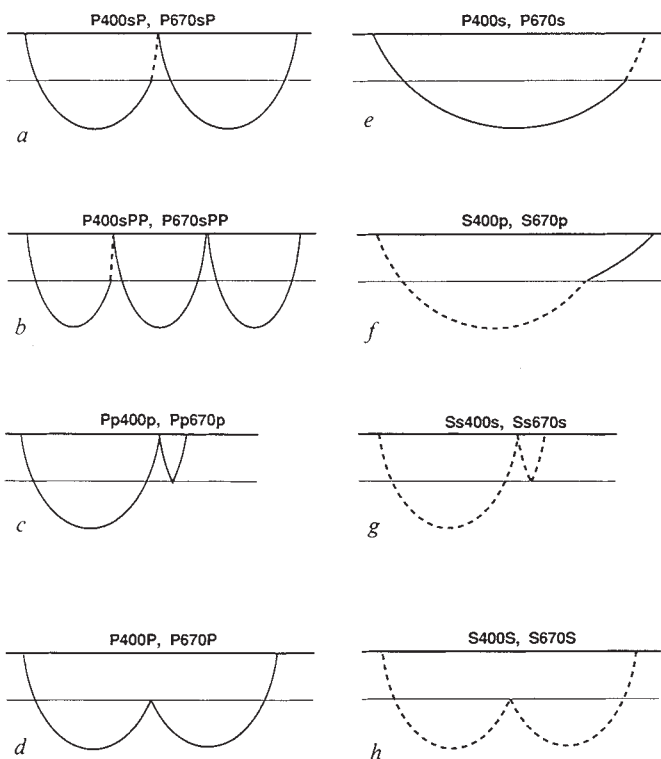 P400sP, P670sP
a
P400s, P670s
e
P400sPP, P670sPP
b
S400p, S670p
f
Pp400p, Pp670p
c
Ss400s, Ss670s
g
P400P, P670P
d
S400S, S670S
h